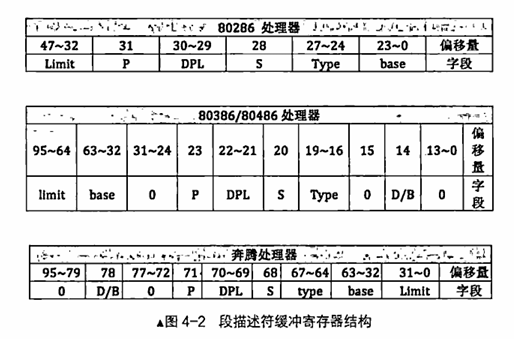 80286 处理器
47~32 31 30~29 28 27~24 23~0 偏移量
Limit P DPL S Type base 字段
80386/80486 处理器
95~64 63~32 31~24 23 22~21 20 19~16 15 14 13~0 偏移量
limit base 0 P DPL S Type 0 D/B 0 字段
奔腾处理器
95~79 78 77~72 71 70~69 68 67~64 63~32 31~0 偏移量
0 D/B 0 P DPL S type base Limit 字段
▲图 4-2 段描述符缓冲寄存器结构